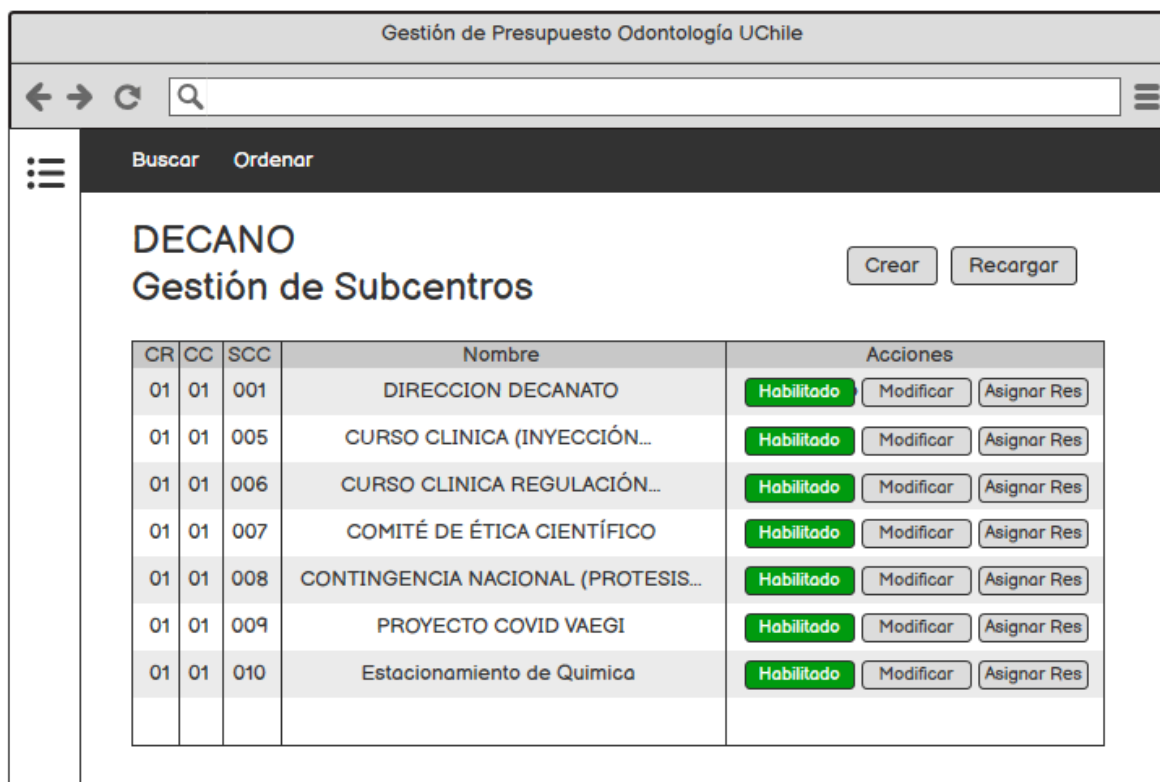 Gestión de Presupuesto Odontología UChile
Buscar Ordenar
DECANO
Gestión de Subcentros
Crear Recargar
CR CC SCC Nombre Acciones
01 01 001 DIRECCION DECANATO Habilitado Modificar Asignar Res
01 01 005 CURSO CLINICA (INYECCIÓN... Habilitado Modificar Asignar Res
01 01 006 CURSO CLINICA REGULACIÓN... Habilitado Modificar Asignar Res
01 01 007 COMITÉ DE ÉTICA CIENTÍFICO Habilitado Modificar Asignar Res
01 01 008 CONTINGENCIA NACIONAL (PROTESIS... Habilitado Modificar Asignar Res
01 01 009 PROYECTO COVID VAEGI Habilitado Modificar Asignar Res
01 01 010 Estacionamiento de Quimica Habilitado Modificar Asignar Res